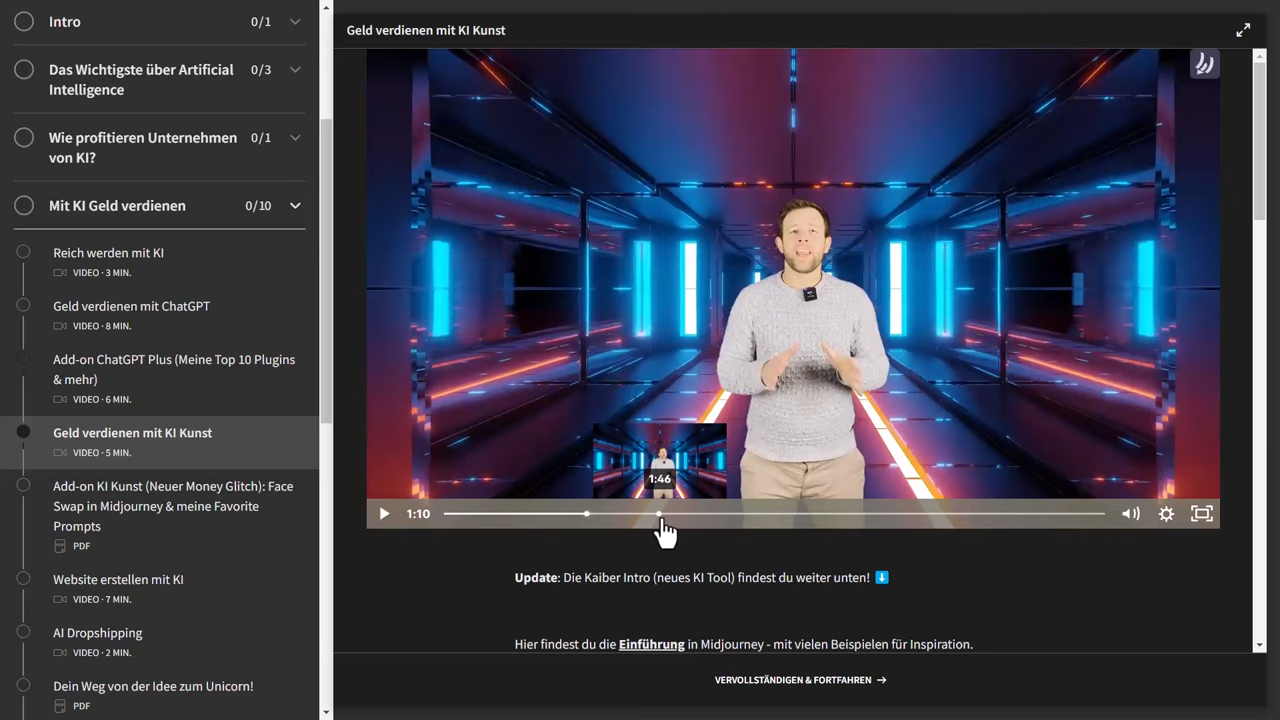 Intro 0/1
Das Wichtigste über Artificial 0/3
Intelligence
Wie profitieren Unternehmen 0/1
von KI?
Mit KI Geld verdienen 0/10
Reich werden mit KI
VIDEO · 3 MIN.
Geld verdienen mit ChatGPT
VIDEO · 8 MIN.
Add-on ChatGPT Plus (Meine Top 10 Plugins
& mehr)
VIDEO · 6 MIN.
Geld verdienen mit KI Kunst
VIDEO · 5 MIN.
Add-on KI Kunst (Neuer Money Glitch): Face
Swap in Midjourney & meine Favorite
Prompts
PDF
Website erstellen mit KI
VIDEO · 7 MIN.
AI Dropshipping
VIDEO · 2 MIN.
Dein Weg von der Idee zum Unicorn!
PDF
Geld verdienen mit KI Kunst
1:46
1:10
Update: Die Kaiber Intro (neues KI Tool) findest du weiter unten! ⬇️
Hier findest du die Einführung in Midjourney - mit vielen Beispielen für Inspiration.
VERVOLLSTÄNDIGEN & FORTFAHREN →